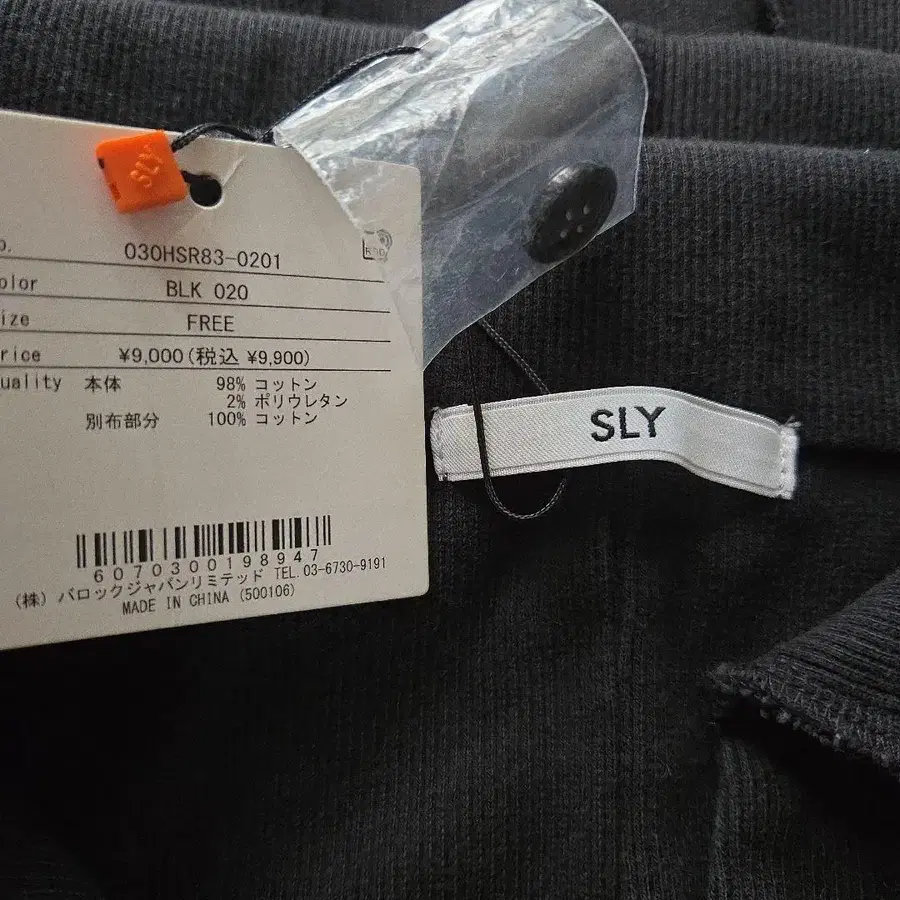 SLY
o. 030HSR83-0201
olor BLK 020
ize FREE
rice ¥9,000(税込 ¥9,900)
uality 本体 98% コットン
2% ポリウレタン
別布部分 100% コットン
6070300198947
(株) バロックジャパンリミテッド TEL.03-6730-9191
MADE IN CHINA (500106)
SLY